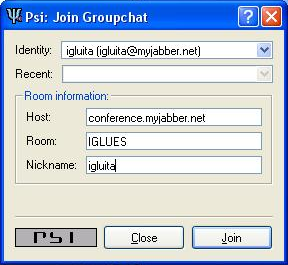 Psi: Join Groupchat
Identity: igluita (igluita@myjabber.net)
Recent:
Room information:
Host: conference.myjabber.net
Room: IGLUES
Nickname: igluita
PSI Close Join